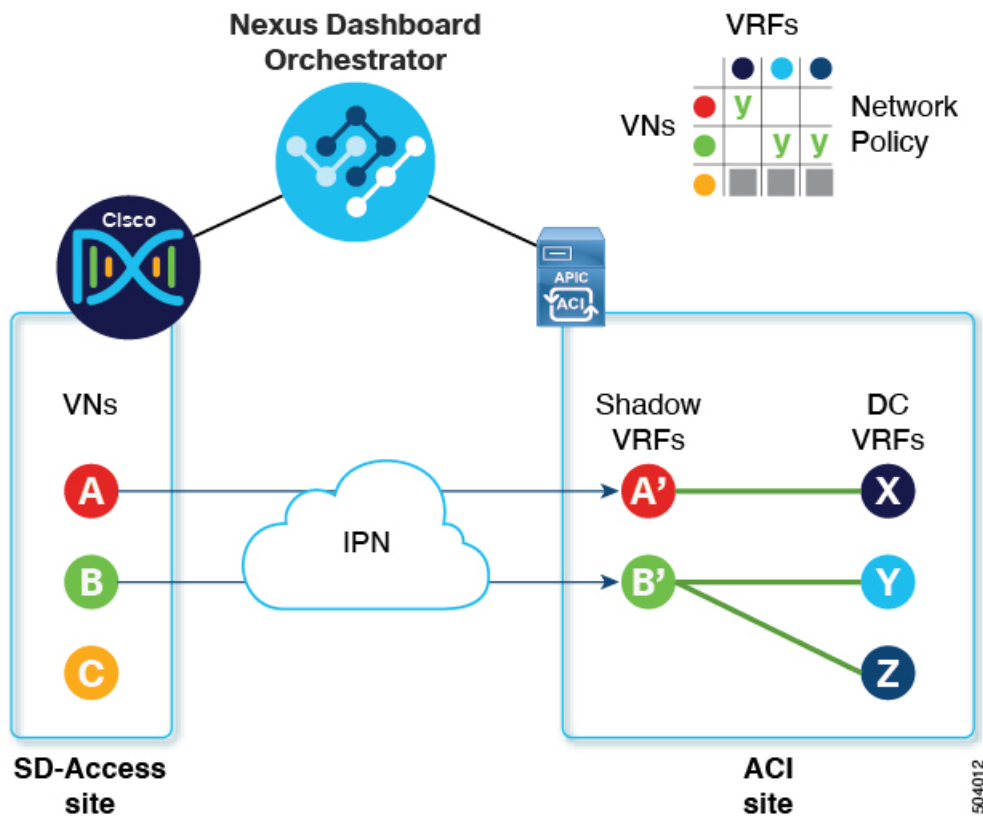 Nexus Dashboard
Orchestrator
VRFs
VNs
y
y y
Network
Policy
Cisco
APIC
ACI
VNs
Shadow
VRFs
DC
VRFs
A
A’
X
IPN
B
B’
Y
C
Z
SD-Access
site
ACI
site
504012